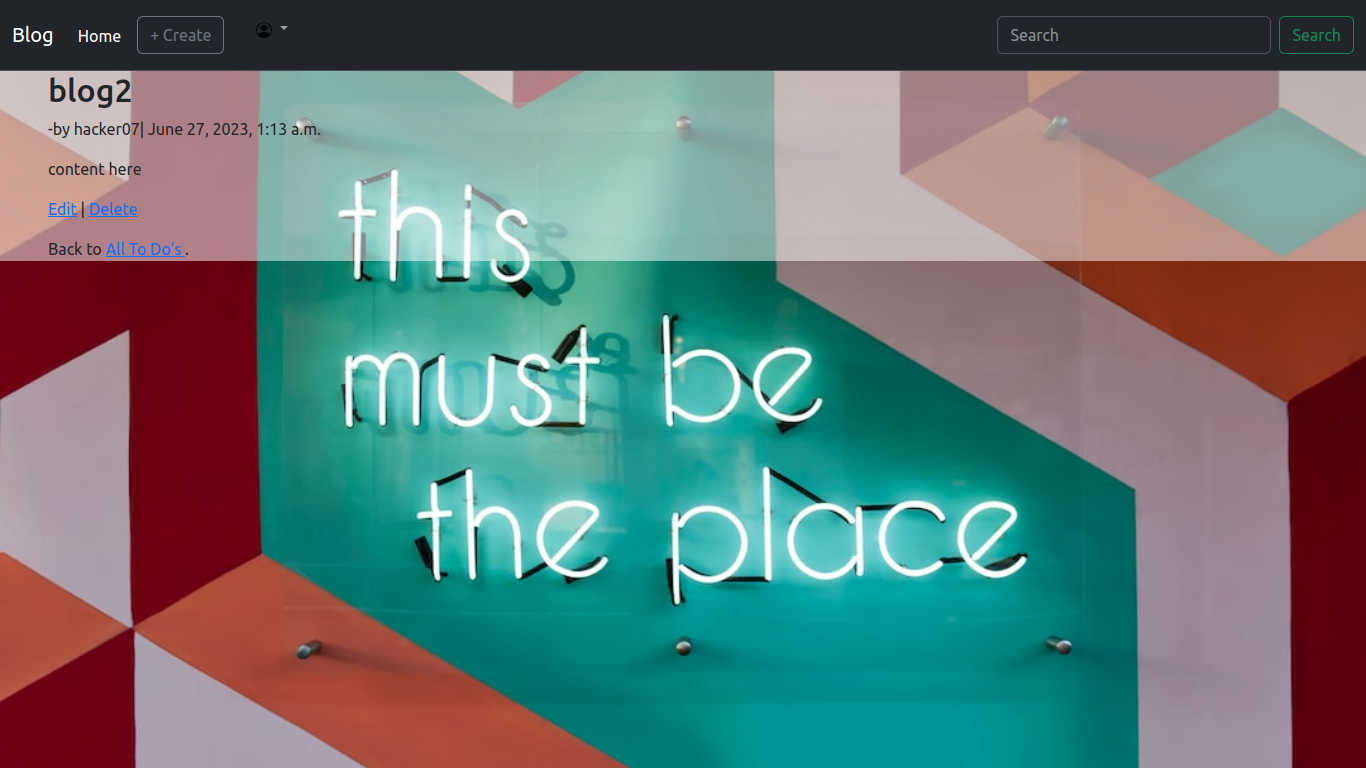 Blog Home + Create Search Search
blog2
-by hacker07| June 27, 2023, 1:13 a.m.
content here
Edit | Delete
Back to All To Do's .
this
must be
the place